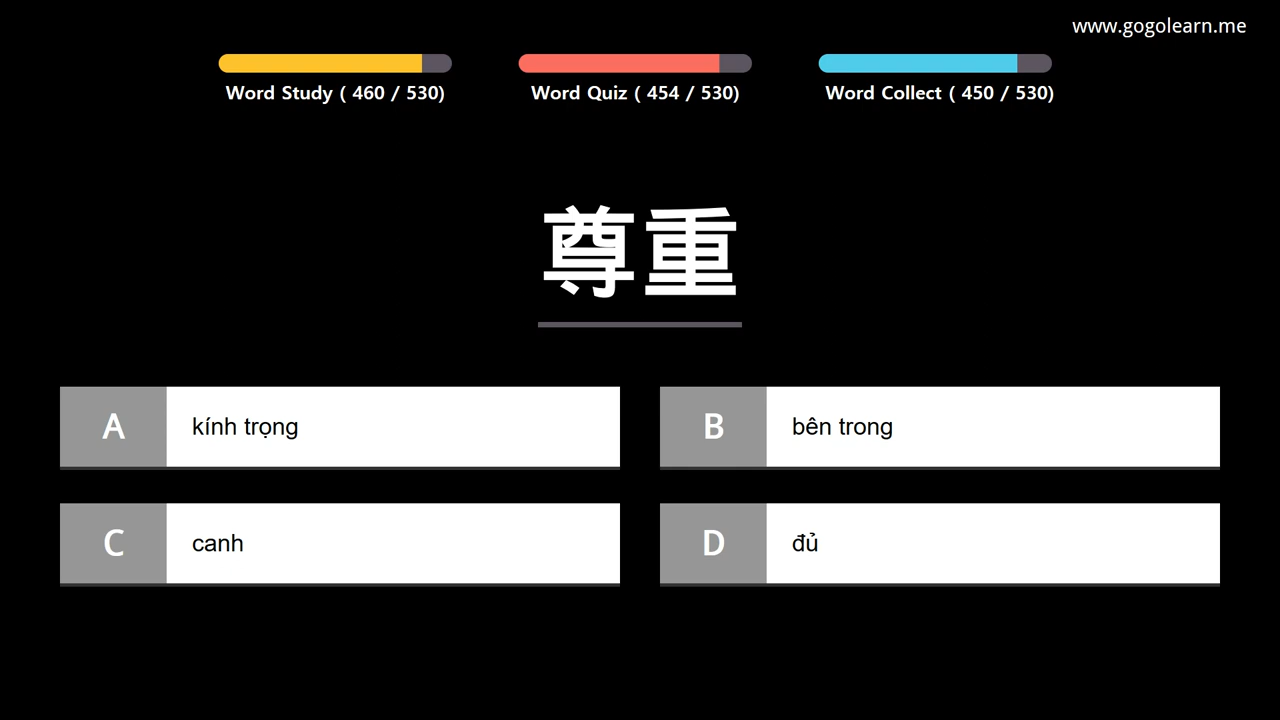 www.gogolearn.me
Word Study ( 460 / 530)
Word Quiz ( 454 / 530)
Word Collect ( 450 / 530)
尊重
A kính trọng
B bên trong
C canh
D đủ